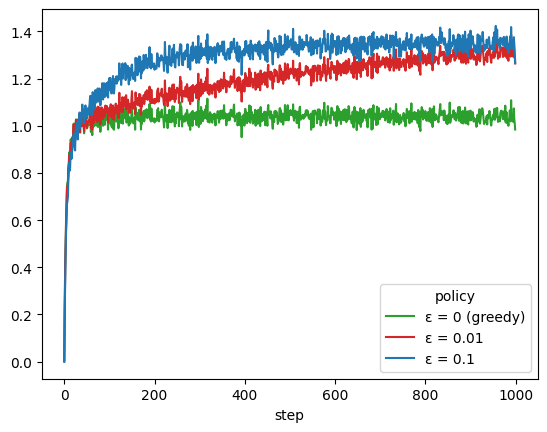 1.4
1.2
1.0
0.8
0.6
0.4
0.2
0.0
policy
ε = 0 (greedy)
ε = 0.01
ε = 0.1
0 200 400 600 800 1000
step